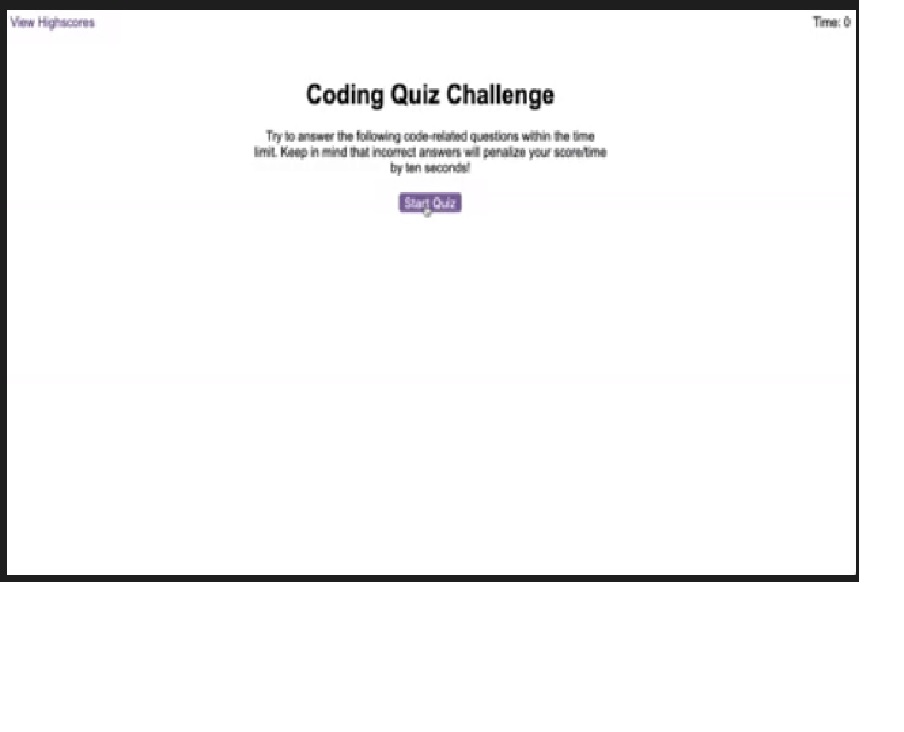 View Highscores
Time: 0
Coding Quiz Challenge
Try to answer the following code-related questions within the time
limit. Keep in mind that incorrect answers will penalize your score/time
by ten seconds!
Start Quiz